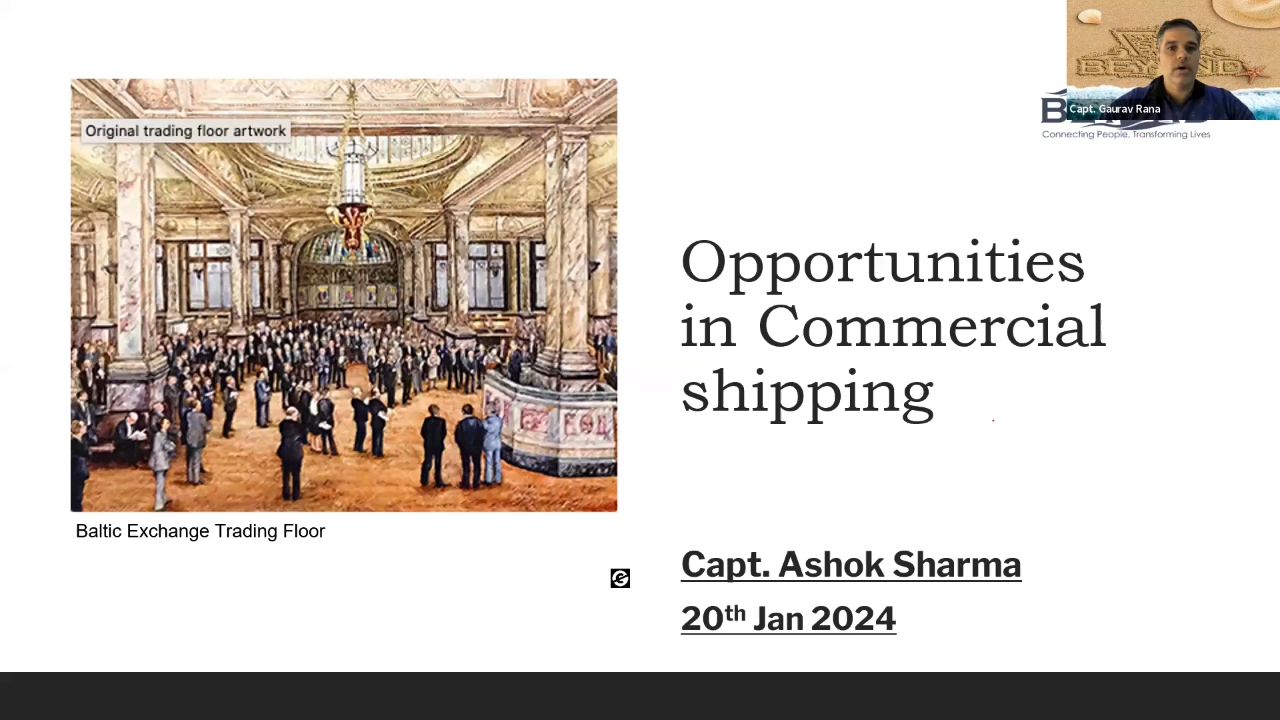 BEYOND
Capt. Gaurav Rana
Connecting People, Transforming Lives
Original trading floor artwork
Opportunities
in Commercial
shipping
Baltic Exchange Trading Floor
Capt. Ashok Sharma
20th Jan 2024